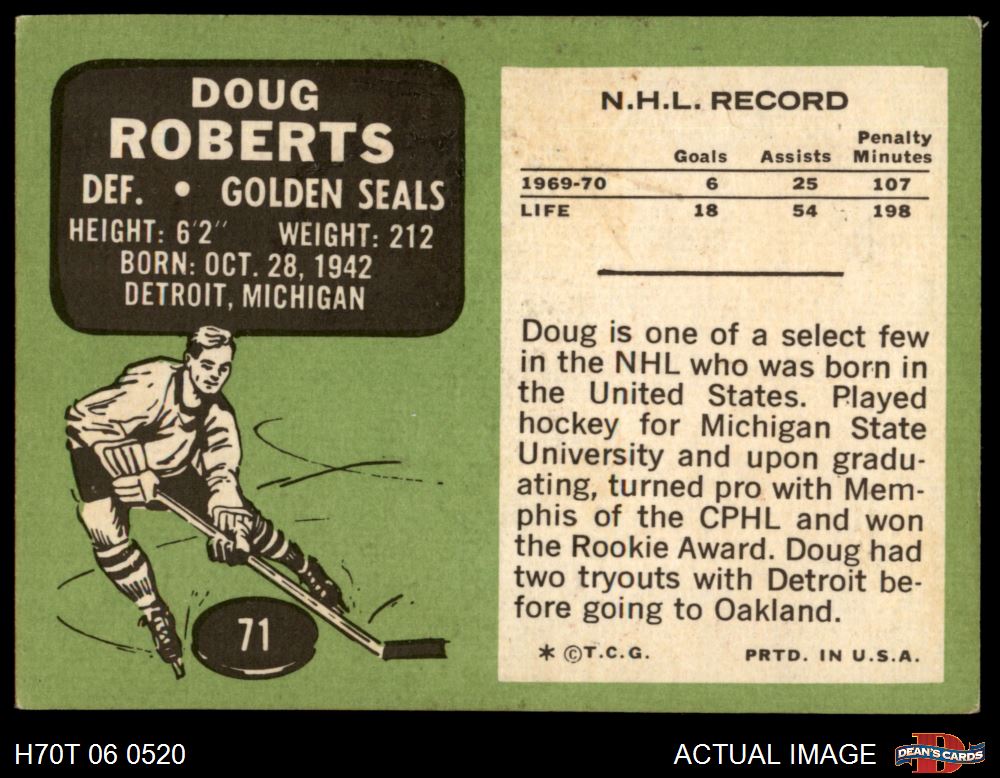 DOUG
ROBERTS
DEF. • GOLDEN SEALS
HEIGHT: 6'2" WEIGHT: 212
BORN: OCT. 28, 1942
DETROIT, MICHIGAN
71
N.H.L. RECORD
Goals Assists Penalty Minutes
1969-70 6 25 107
LIFE 18 54 198
Doug is one of a select few
in the NHL who was born in
the United States. Played
hockey for Michigan State
University and upon gradu-
ating, turned pro with Mem-
phis of the CPHL and won
the Rookie Award. Doug had
two tryouts with Detroit be-
fore going to Oakland.
* ©T.C.G. PRTD. IN U.S.A.
H70T 06 0520 ACTUAL IMAGE DEAN'S CARDS